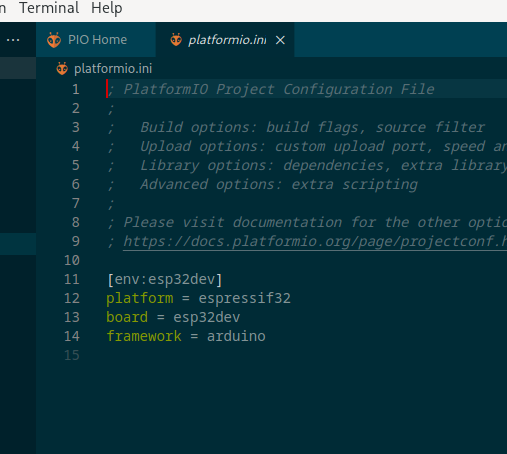 Terminal Help
··· PIO Home platformio.ini ×
platformio.ini
1 ; PlatformIO Project Configuration File
2 ;
3 ;   Build options: build flags, source filter
4 ;   Upload options: custom upload port, speed
5 ;   Library options: dependencies, extra library
6 ;   Advanced options: extra scripting
7 ;
8 ; Please visit documentation for the other
9 ; https://docs.platformio.org/page/projectconf.h
10
11 [env:esp32dev]
12 platform = espressif32
13 board = esp32dev
14 framework = arduino
15